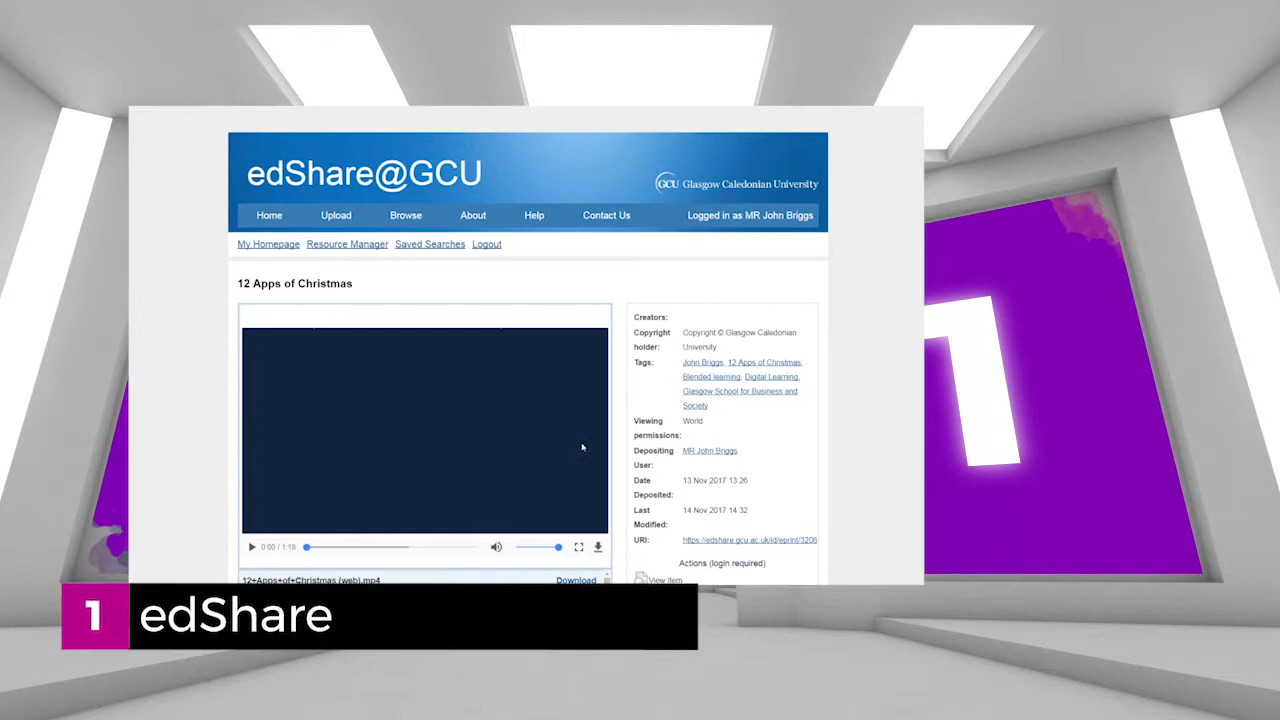 edShare@GCU
GCU Glasgow Caledonian University
Home Upload Browse About Help Contact Us Logged in as MR John Briggs
My Homepage Resource Manager Saved Searches Logout
12 Apps of Christmas
Creators:
Copyright holder: Copyright © Glasgow Caledonian
University
Tags: John Briggs, 12 Apps of Christmas,
Blended learning, Digital Learning,
Glasgow School for Business and
Society
Viewing permissions: World
Depositing User: MR John Briggs
Date Deposited: 13 Nov 2017 13:26
Last Modified: 14 Nov 2017 14:32
URI: https://edshare.gcu.ac.uk/id/eprint/3208
Actions (login required)
View Item
0:00 / 1:18
12+Apps+of+Christmas (web).mp4 Download
1
1 edShare